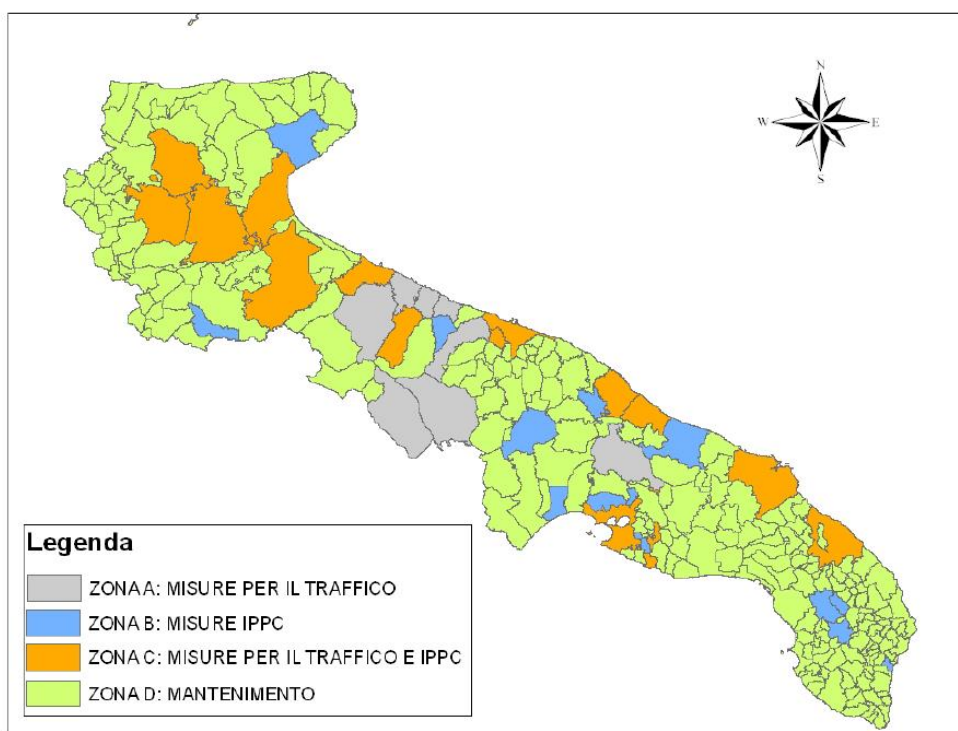 N
W E
S
Legenda
ZONA A: MISURE PER IL TRAFFICO
ZONA B: MISURE IPPC
ZONA C: MISURE PER IL TRAFFICO E IPPC
ZONA D: MANTENIMENTO